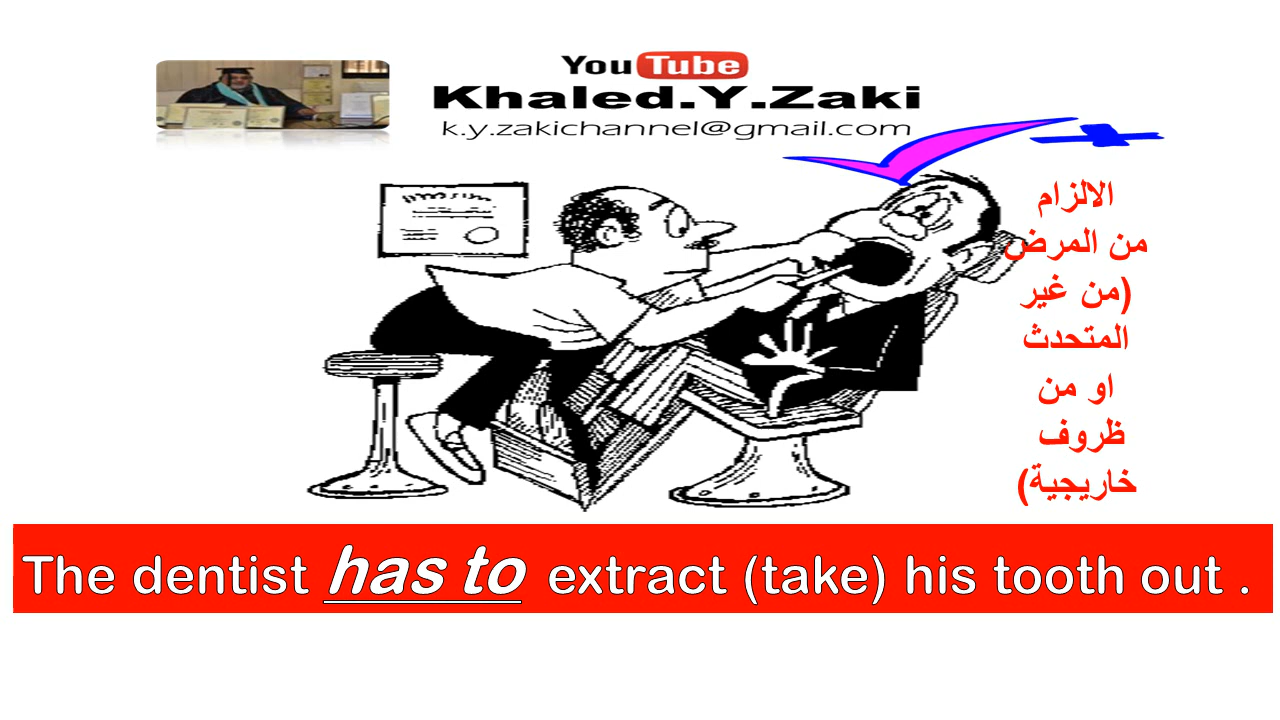 YouTube
Khaled.Y.Zaki
k.y.zakichannel@gmail.com
الالزام
من المرض
(من غير
المتحدث
او من
ظروف
خاريجية)
The dentist has to extract (take) his tooth out .